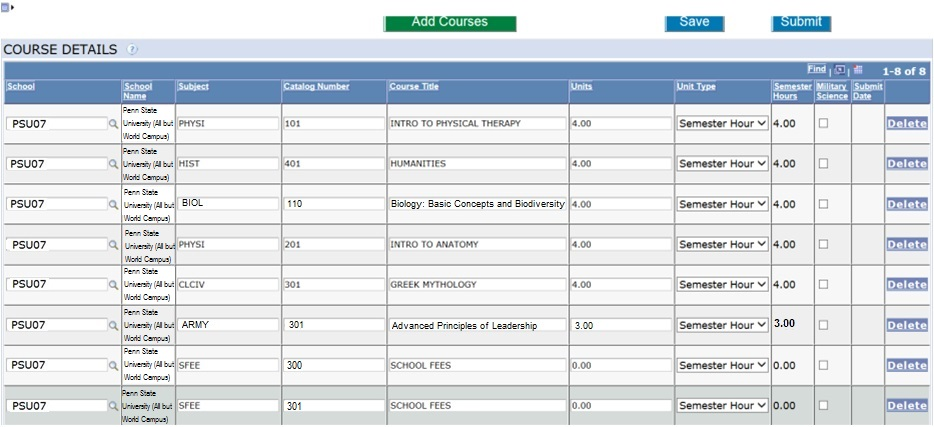 Add Courses Save Submit
COURSE DETAILS ?
Find | | 1-8 of 8
School School Name Subject Catalog Number Course Title Units Unit Type Semester Hours Military Science Submit Date
PSU07 Penn State University (All but World Campus) PHYSI 101 INTRO TO PHYSICAL THERAPY 4.00 Semester Hour 4.00 Delete
PSU07 Penn State University (All but World Campus) HIST 401 HUMANITIES 4.00 Semester Hour 4.00 Delete
PSU07 Penn State University (All but World Campus) BIOL 110 Biology: Basic Concepts and Biodiversity 4.00 Semester Hour 4.00 Delete
PSU07 Penn State University (All but World Campus) PHYSI 201 INTRO TO ANATOMY 4.00 Semester Hour 4.00 Delete
PSU07 Penn State University (All but World Campus) CLCIV 301 GREEK MYTHOLOGY 4.00 Semester Hour 4.00 Delete
PSU07 Penn State University (All but World Campus) ARMY 301 Advanced Principles of Leadership 3.00 Semester Hour 3.00 Delete
PSU07 Penn State University (All but World Campus) SFEE 300 SCHOOL FEES 0.00 Semester Hour 0.00 Delete
PSU07 Penn State University (All but World Campus) SFEE 301 SCHOOL FEES 0.00 Semester Hour 0.00 Delete